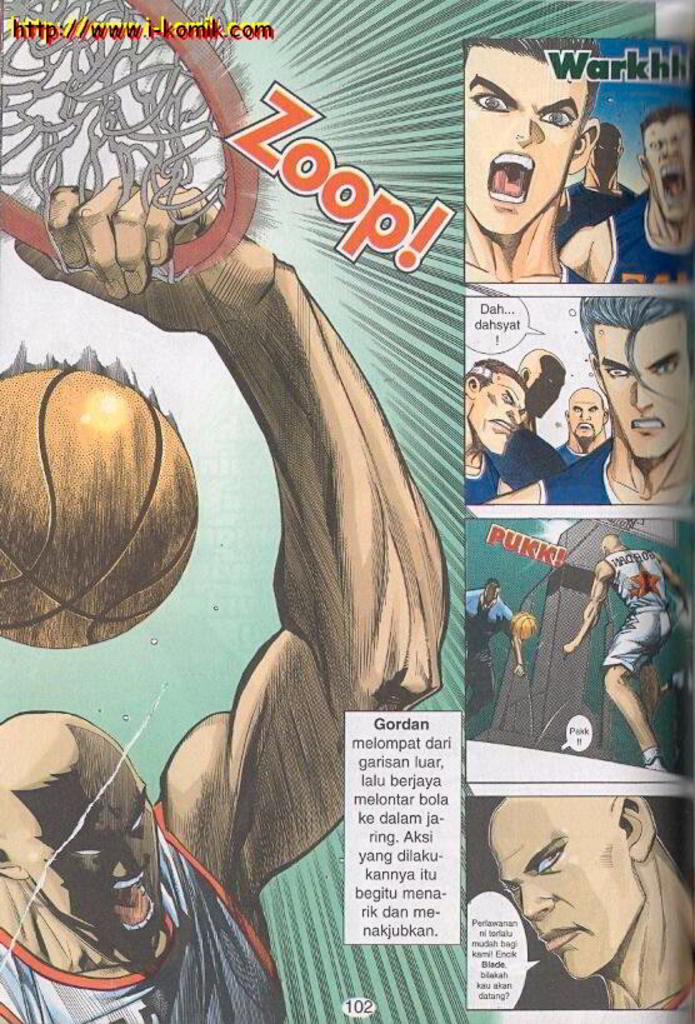 http://www.i-komik.com
Zoop!
Warkhh
Dah...
dahsyat
!
PUKK!
Pakk
!!
Gordan
melompat dari
garisan luar,
lalu berjaya
melontar bola
ke dalam ja-
ring. Aksi
yang dilaku-
kannya itu
begitu mena-
rik dan me-
nakjubkan.
Perlawanan
ni terlalu
mudah bagi
kami! Encik
Blade,
bilakah
kau akan
datang?
102